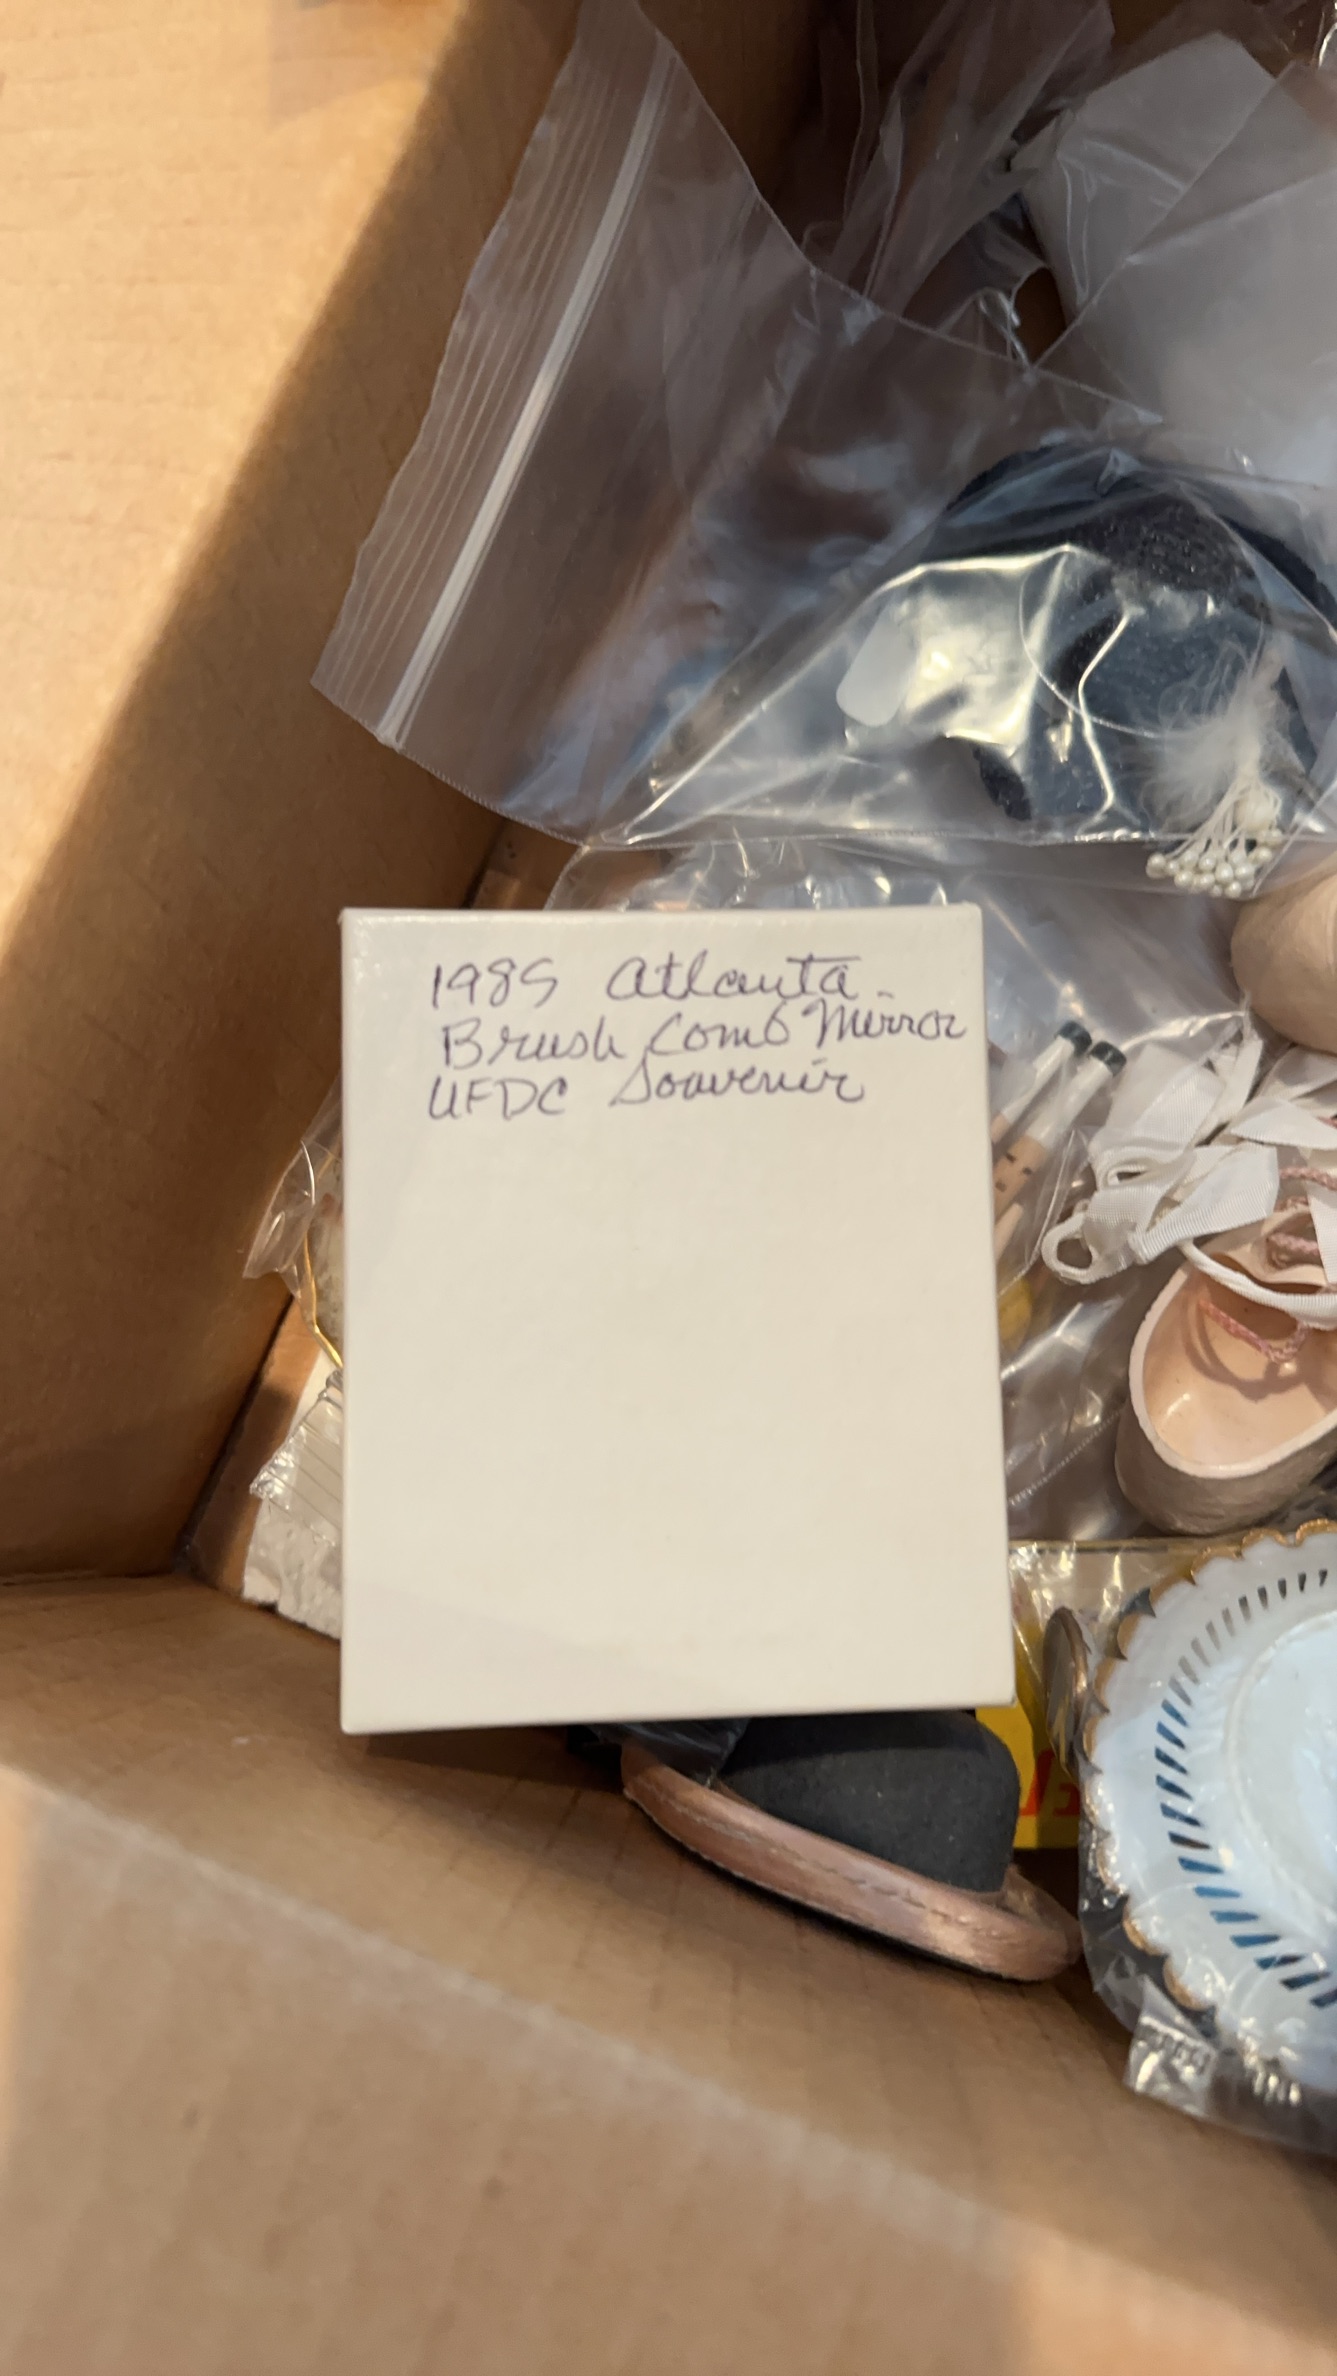 1985 Atlanta
Brush Comb Mirror
UFDC Souvenir